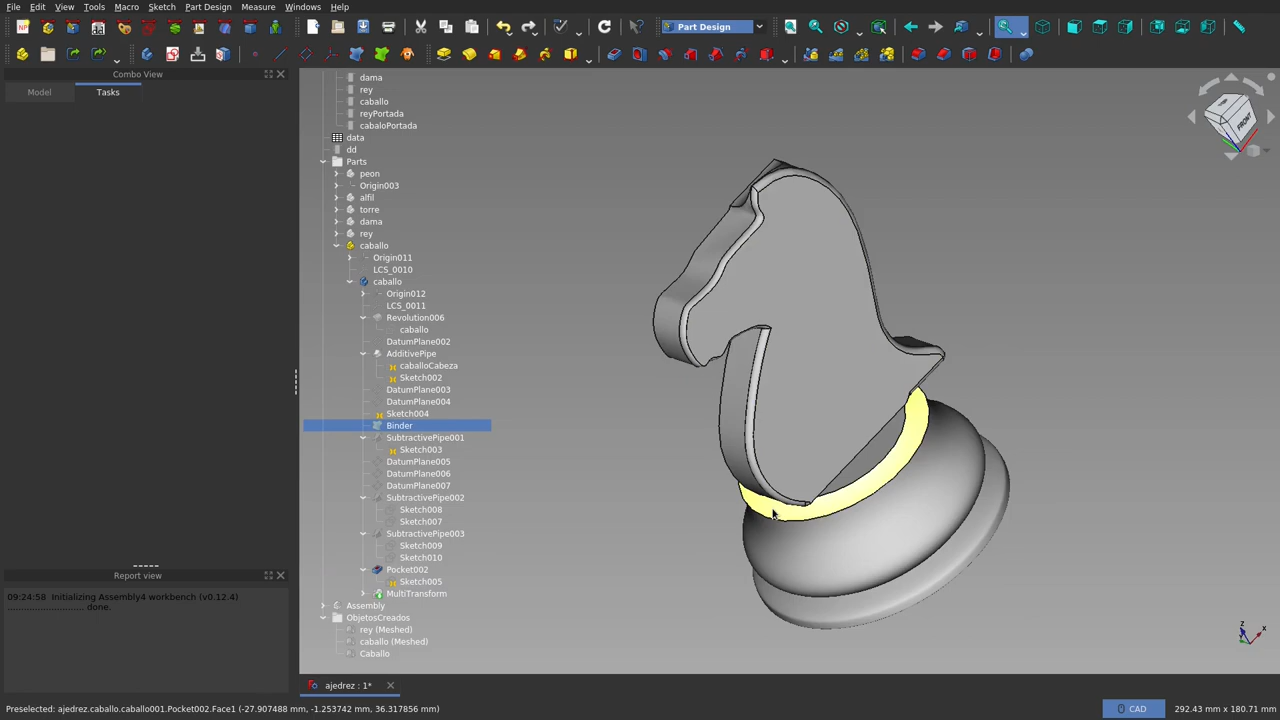 File Edit View Tools Macro Sketch Part Design Measure Windows Help
Part Design
Combo View
Model Tasks
Report view
09:24:58 Initializing Assembly4 workbench (v0.12.4)
............................ done.
dama
rey
caballo
reyPortada
cabaloPortada
data
dd
Parts
peon
Origin003
alfil
torre
dama
rey
caballo
Origin011
LCS_0010
caballo
Origin012
LCS_0011
Revolution006
caballo
DatumPlane002
AdditivePipe
caballoCabeza
Sketch002
DatumPlane003
DatumPlane004
Sketch004
Binder
SubtractivePipe001
Sketch003
DatumPlane005
DatumPlane006
DatumPlane007
SubtractivePipe002
Sketch008
Sketch007
SubtractivePipe003
Sketch009
Sketch010
Pocket002
Sketch005
MultiTransform
Assembly
ObjetosCreados
rey (Meshed)
caballo (Meshed)
Caballo
FRONT
Z
X
ajedrez : 1*
Preselected: ajedrez.caballo.caballo001.Pocket002.Face1 (-27.907488 mm, -1.253742 mm, 36.317856 mm)
CAD
292.43 mm x 180.71 mm